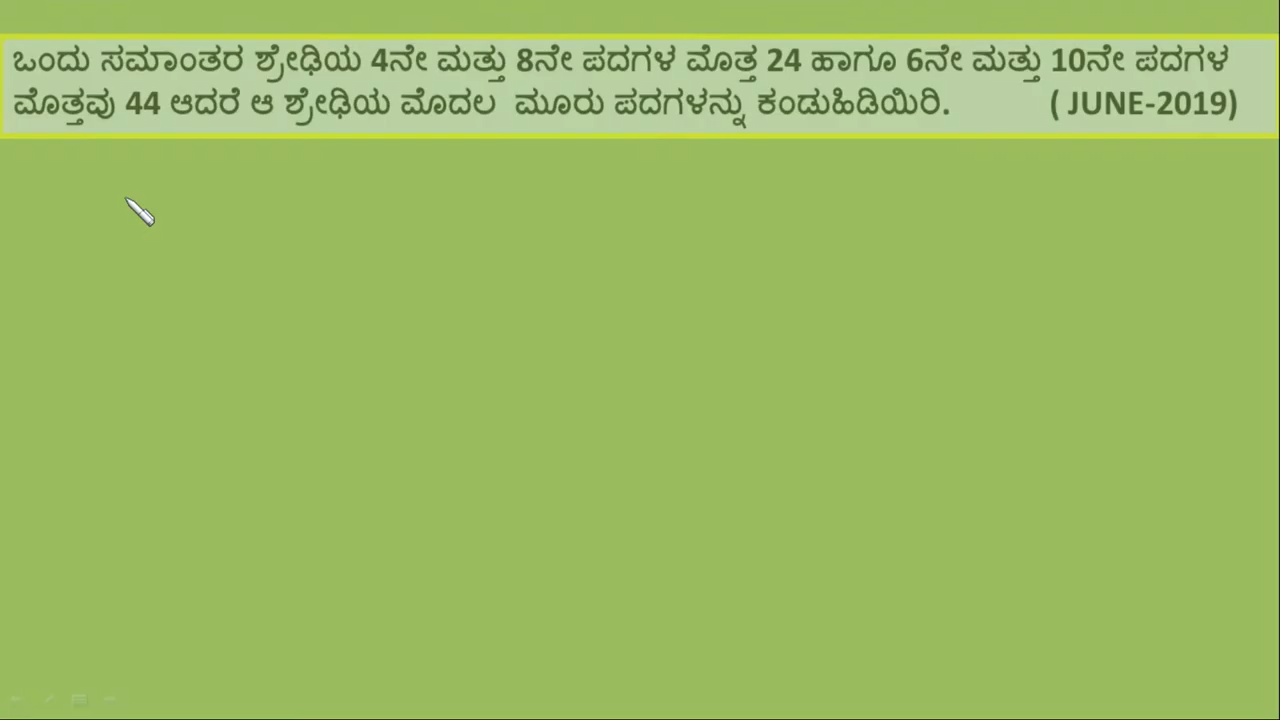 ಒಂದು ಸಮಾಂತರ ಶ್ರೇಢಿಯ 4ನೇ ಮತ್ತು 8ನೇ ಪದಗಳ ಮೊತ್ತ 24 ಹಾಗೂ 6ನೇ ಮತ್ತು 10ನೇ ಪದಗಳ
ಮೊತ್ತವು 44 ಆದರೆ ಆ ಶ್ರೇಢಿಯ ಮೊದಲ ಮೂರು ಪದಗಳನ್ನು ಕಂಡುಹಿಡಿಯಿರಿ. ( JUNE-2019)